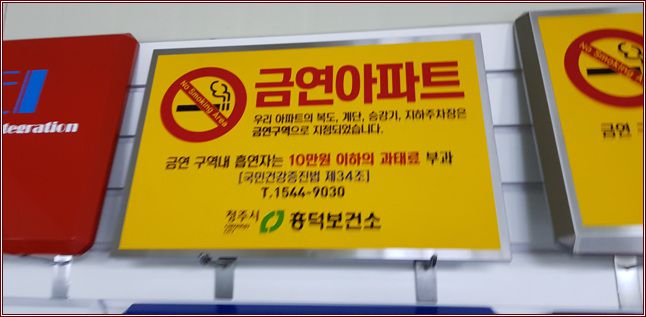 tegration
No Smoking Area
금연아파트
우리 아파트의 복도, 계단, 승강기, 지하주차장은
금연구역으로 지정되었습니다.
금연 구역내 흡연자는 10만원 이하의 과태료 부과
[국민건강증진법 제34조]
T.1544-9030
청주시 흥덕보건소
No Smoking Area
금연